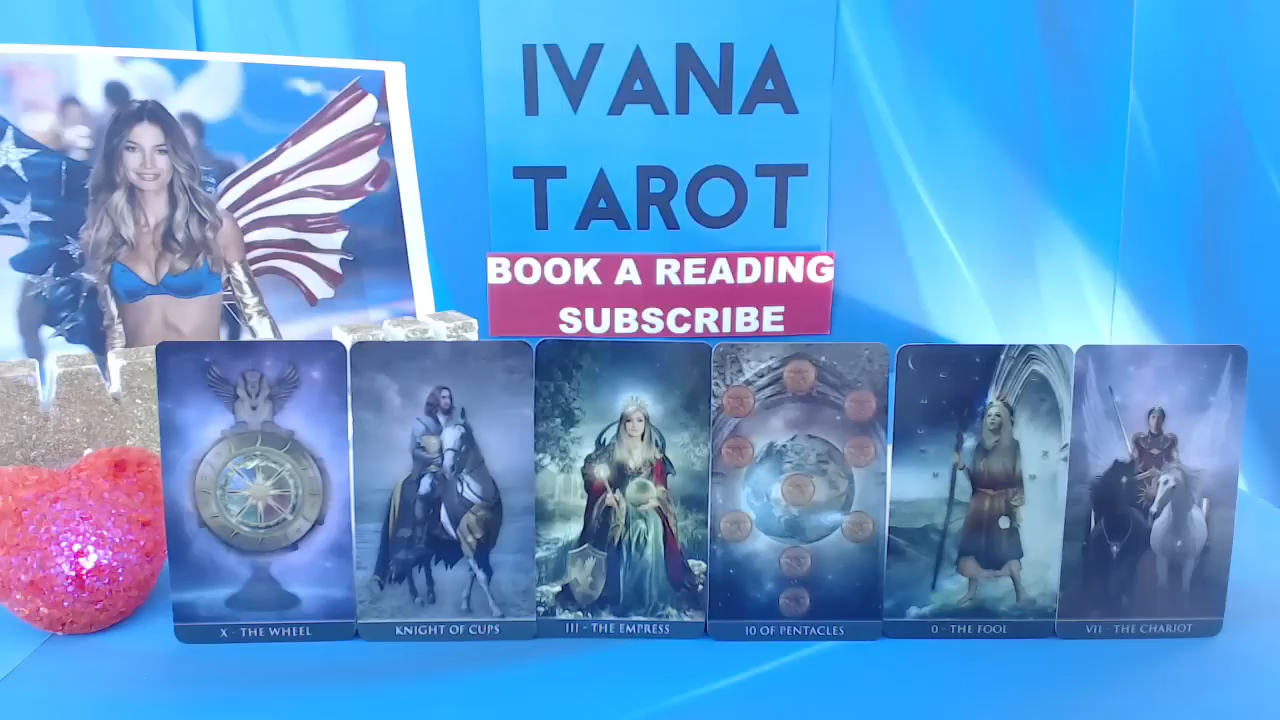 IVANA
TAROT
BOOK A READING
SUBSCRIBE
X - THE WHEEL
KNIGHT OF CUPS
III - THE EMPRESS
10 OF PENTACLES
0 - THE FOOL
VII - THE CHARIOT